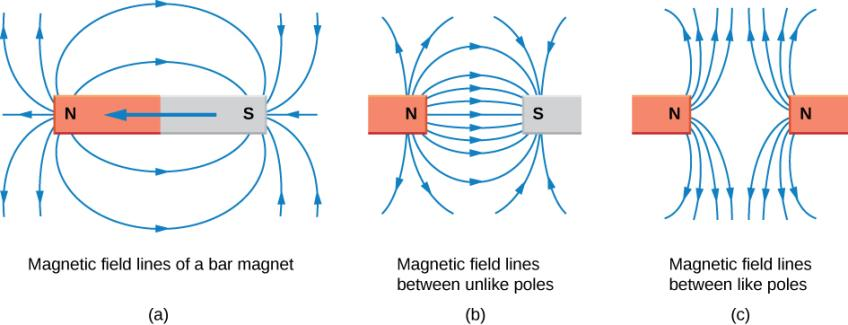 N S
N S
N N
Magnetic field lines of a bar magnet
(a)
Magnetic field lines
between unlike poles
(b)
Magnetic field lines
between like poles
(c)